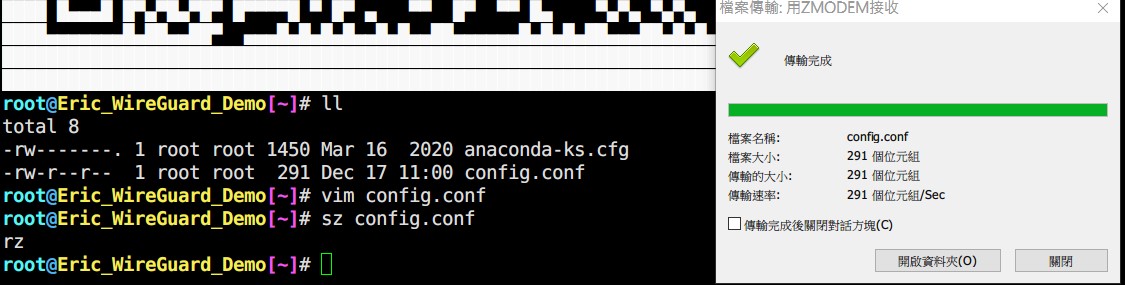 root@Eric_WireGuard_Demo[~]# ll
total 8
-rw-------. 1 root root 1450 Mar 16  2020 anaconda-ks.cfg
-rw-r--r--  1 root root  291 Dec 17 11:00 config.conf
root@Eric_WireGuard_Demo[~]# vim config.conf
root@Eric_WireGuard_Demo[~]# sz config.conf
rz
root@Eric_WireGuard_Demo[~]#
檔案傳輸: 用ZMODEM接收
傳輸完成
檔案名稱: config.conf
檔案大小: 291 個位元組
傳輸的大小: 291 個位元組
傳輸速率: 291 個位元組/Sec
傳輸完成後關閉對話方塊(C)
開啟資料夾(O)
關閉